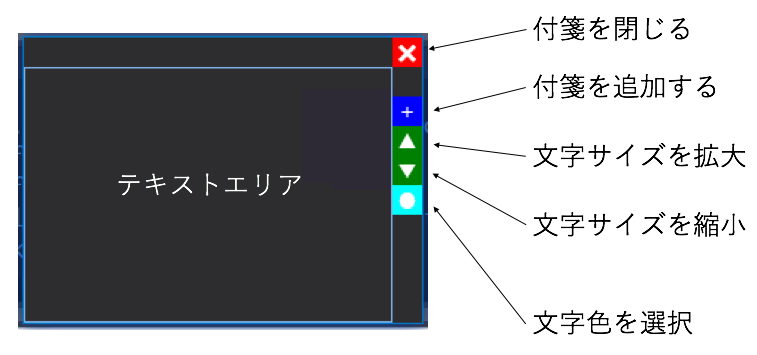 付箋を閉じる
付箋を追加する
文字サイズを拡大
テキストエリア
文字サイズを縮小
文字色を選択